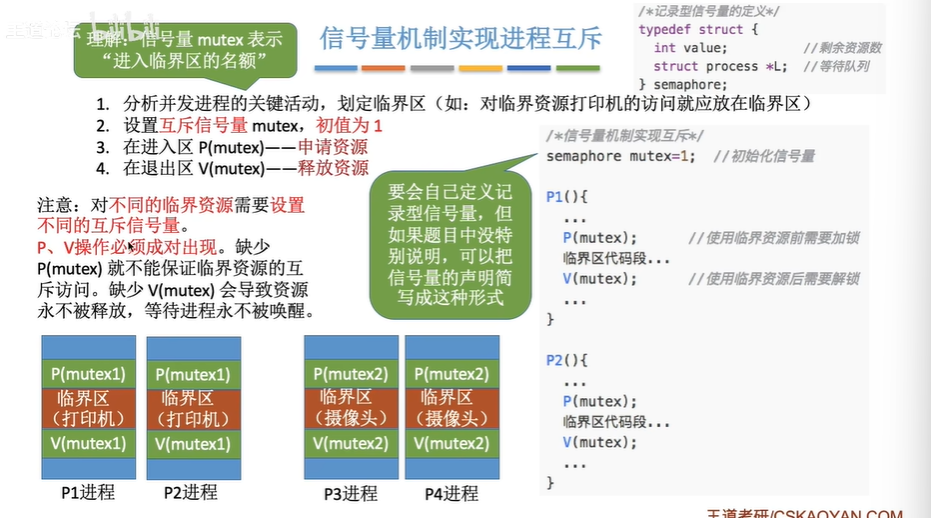 bilibili
理解：信号量 mutex 表示
“进入临界区的名额”
信号量机制实现进程互斥
/*记录型信号量的定义*/
typedef struct {
int value; //剩余资源数
struct process *L; //等待队列
} semaphore;
1. 分析并发进程的关键活动，划定临界区（如：对临界资源打印机的访问就应放在临界区）
2. 设置互斥信号量 mutex，初值为 1
3. 在进入区 P(mutex)——申请资源
4. 在退出区 V(mutex)——释放资源
注意：对不同的临界资源需要设置
不同的互斥信号量。
P、V操作必须成对出现。缺少
P(mutex) 就不能保证临界资源的互
斥访问。缺少 V(mutex) 会导致资源
永不被释放，等待进程永不被唤醒。
要会自己定义记
录型信号量，但
如果题目中没特
别说明，可以把
信号量的声明简
写成这种形式
/*信号量机制实现互斥*/
semaphore mutex=1; //初始化信号量
P1(){
...
P(mutex); //使用临界资源前需要加锁
临界区代码段...
V(mutex); //使用临界资源后需要解锁
...
}
P2(){
...
P(mutex);
临界区代码段...
V(mutex);
...
}
P(mutex1) P(mutex1) P(mutex2) P(mutex2)
临界区 临界区 临界区 临界区
（打印机） （打印机） （摄像头） （摄像头）
V(mutex1) V(mutex1) V(mutex2) V(mutex2)
P1进程 P2进程 P3进程 P4进程
王道考研/CSKAOYAN.COM